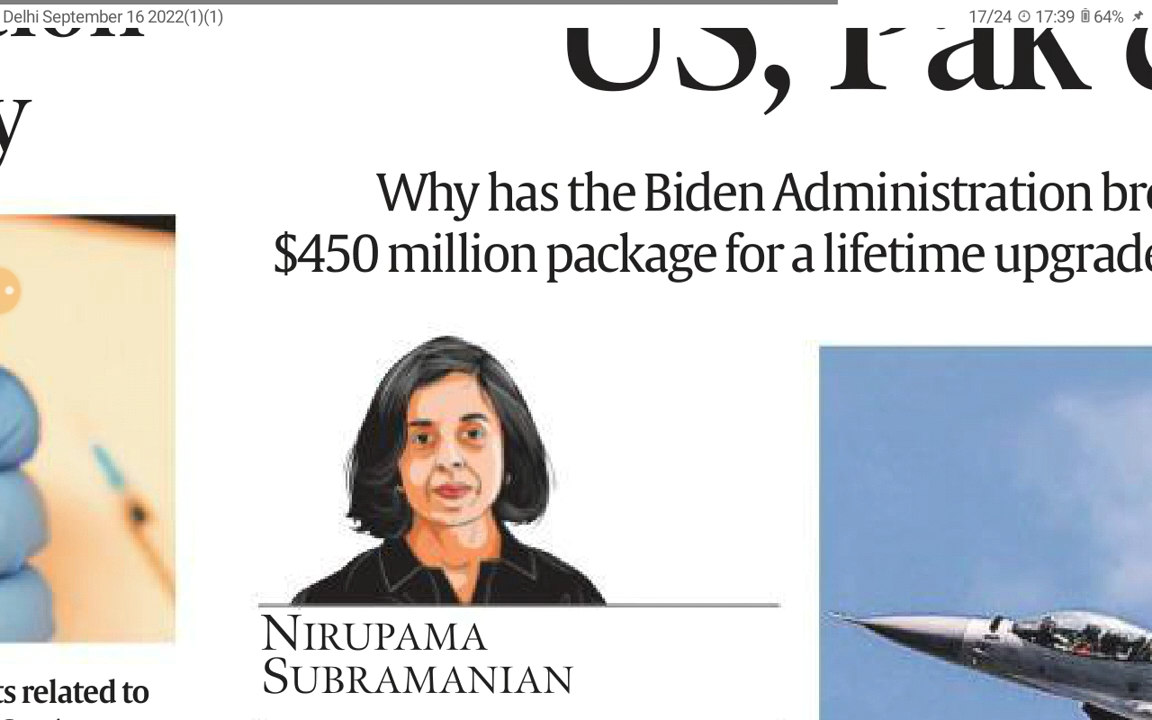 Delhi September 16 2022(1)(1)
17/24 17:39 64%
y
US, Pak
Why has the Biden Administration
$450 million package for a lifetime upgrade
NIRUPAMA
SUBRAMANIAN
related to